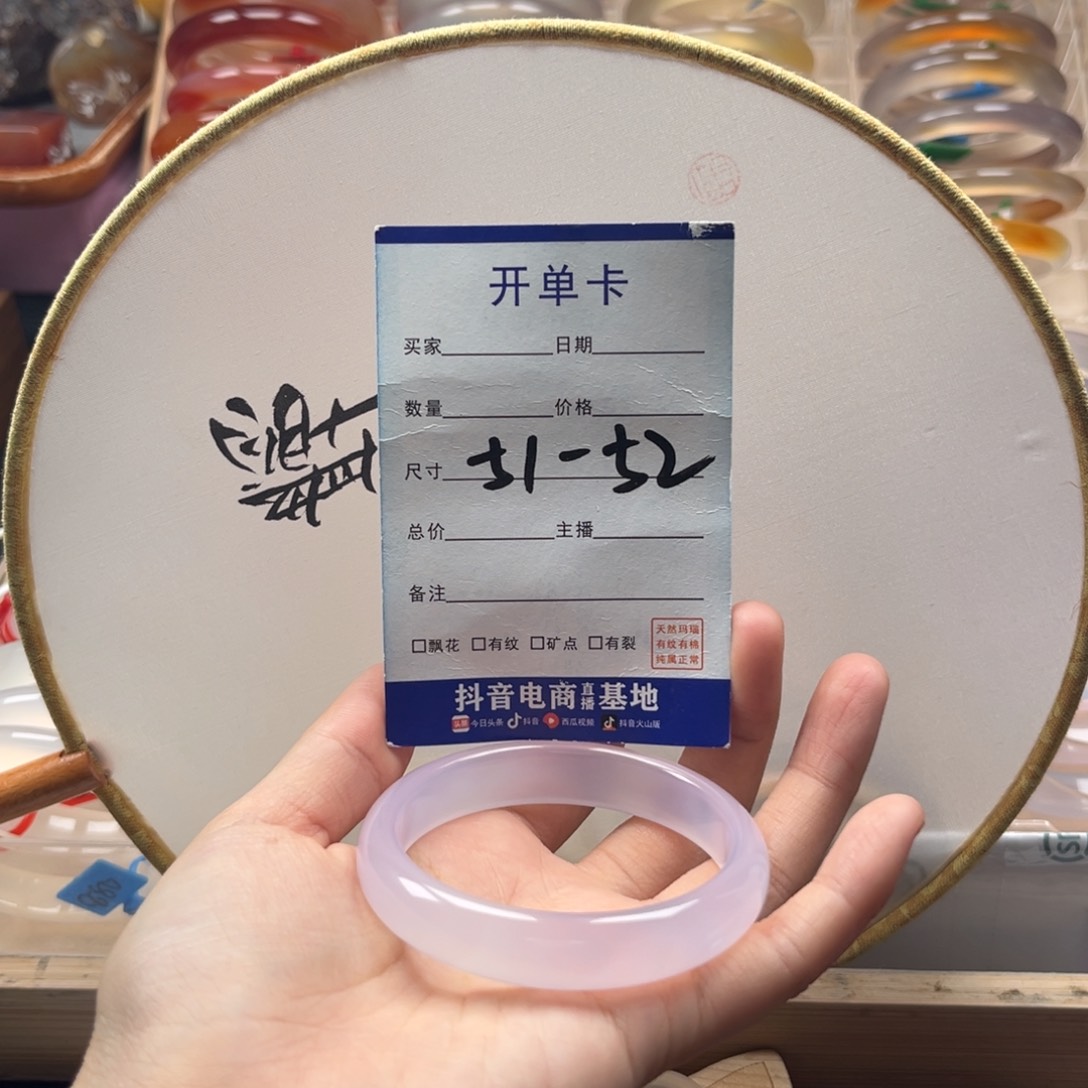 开单卡
买家 日期
数量 价格
尺寸 51-52
总价 主播
备注
□飘花 □有纹 □矿点 □有裂
天然玛瑙
有纹有棉
纯属正常
抖音电商直播基地
头条 今日头条 抖音 西瓜视频 抖音火山版